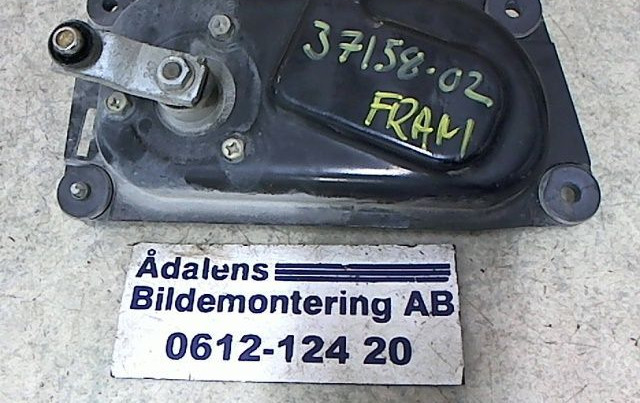 37158-02
FRAM
Ådalens
Bildemontering AB
0612-124 20